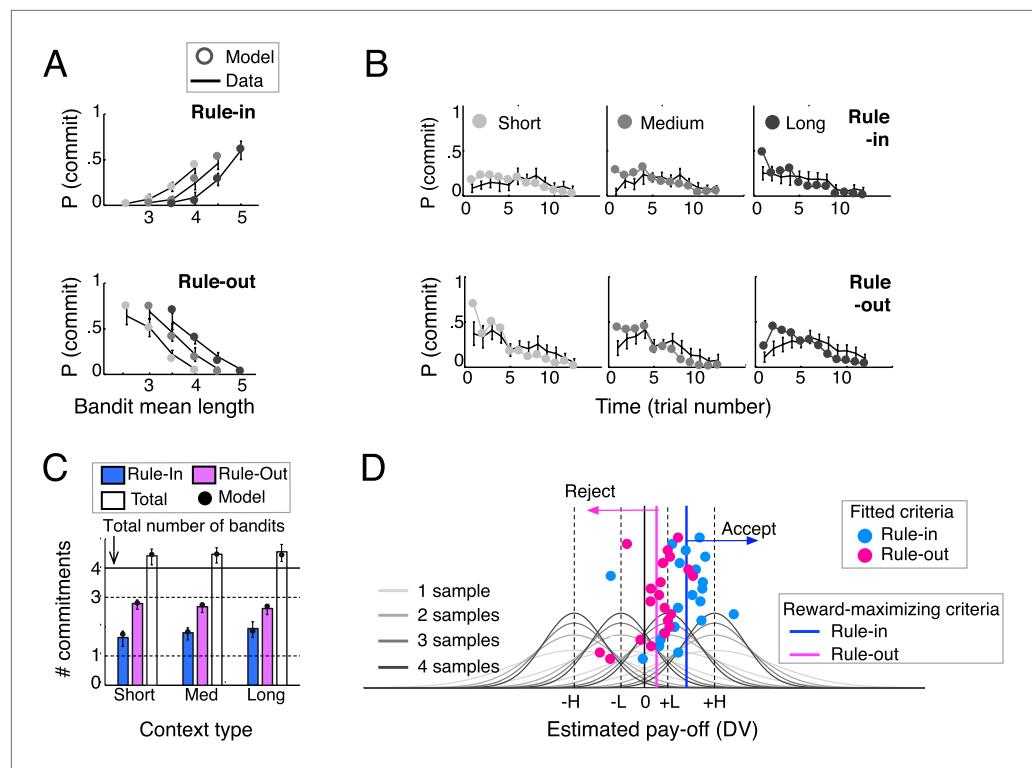 A
Model
Data
Rule-in
P (commit)
1
.5
0
3
4
5
Rule-out
P (commit)
1
.5
0
3
4
5
Bandit mean length
B
Short
Medium
Long
Rule
-in
P (commit)
1
.5
0
0
5
10
0
5
10
0
5
10
Rule
-out
P (commit)
1
.5
0
0
5
10
0
5
10
0
5
10
Time (trial number)
C
Rule-In
Rule-Out
Total
Model
Total number of bandits
# commitments
4
3
1
0
Short
Med
Long
Context type
D
Reject
Accept
Fitted criteria
Rule-in
Rule-out
Reward-maximizing criteria
Rule-in
Rule-out
1 sample
2 samples
3 samples
4 samples
-H
-L
0
+L
+H
Estimated pay-off (DV)